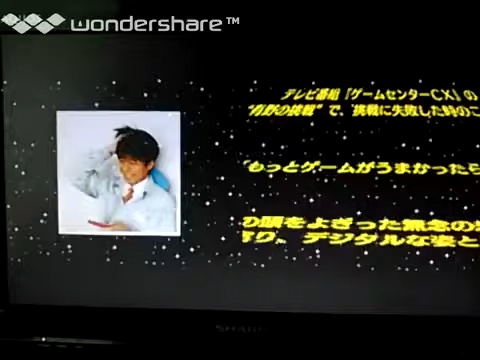 wondershare™
テレビ番組『ゲームセンターCX』の
"有野の挑戦"で、挑戦に失敗した時のこ
「もっとゲームがうまかったら
の頭をよぎった無念の
り、デジタルな姿と
SHARP